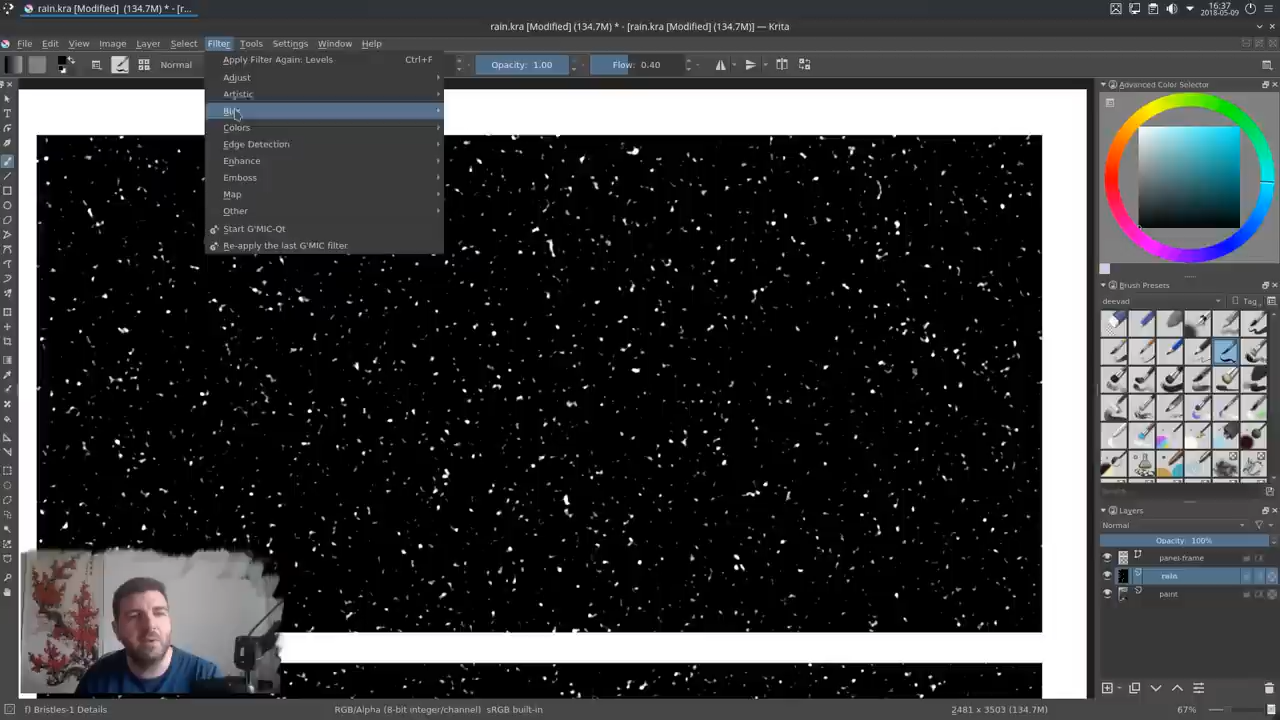 rain.kra [Modified] (134.7M) * - [r...
16:37
2018-05-09
rain.kra [Modified] (134.7M) * - [rain.kra [Modified] (134.7M)] — Krita
File Edit View Image Layer Select Filter Tools Settings Window Help
Normal
Opacity: 1.00
Flow: 0.40
Apply Filter Again: Levels Ctrl+F
Adjust
Artistic
Blur
Colors
Edge Detection
Enhance
Emboss
Map
Other
Start G'MIC-Qt
Re-apply the last G'MIC filter
Advanced Color Selector
Brush Presets
deevad
Tag
Layers
Normal
Opacity: 100%
panel-frame
rain
paint
f) Bristles-1 Details
RGB/Alpha (8-bit integer/channel) sRGB built-in
2481 x 3503 (134.7M)
67%